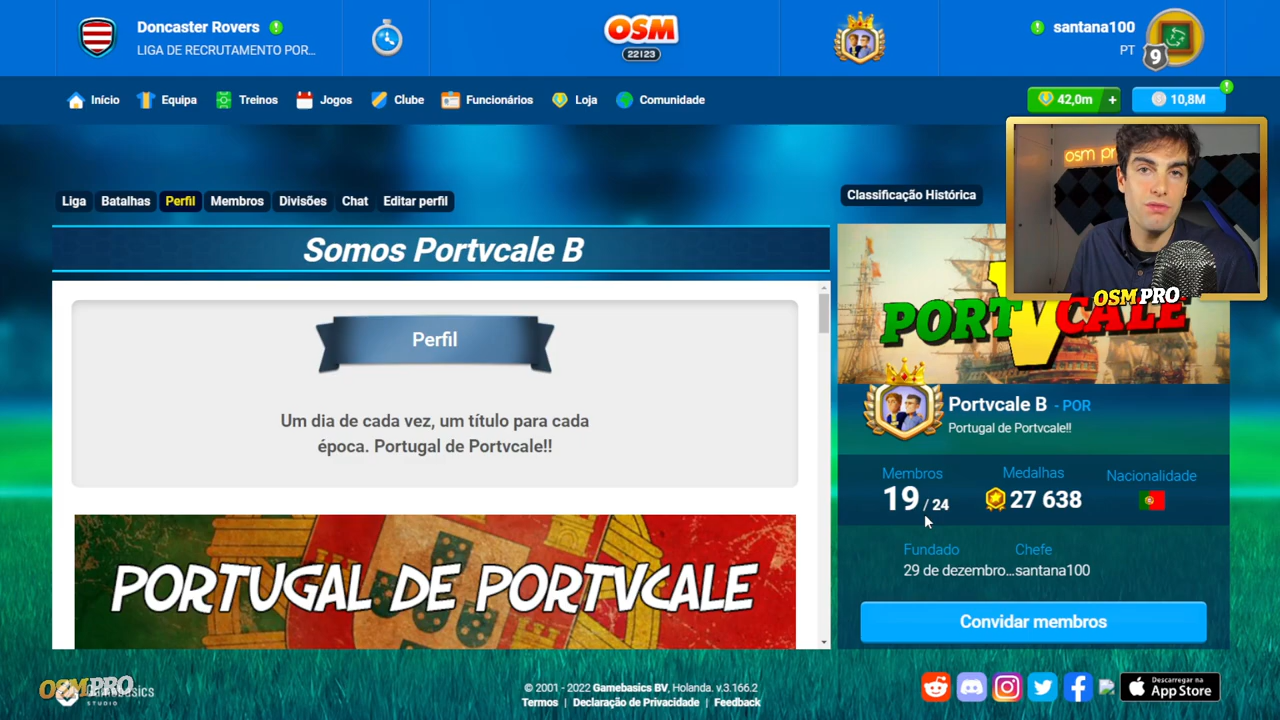 Doncaster Rovers
LIGA DE RECRUTAMENTO POR...
OSM
22123
santana100
PT
9
Início
Equipa
Treinos
Jogos
Clube
Funcionários
Loja
Comunidade
42,0m +
10,8M
osm pr
OSM PRO
Liga
Batalhas
Perfil
Membros
Divisões
Chat
Editar perfil
Classificação Histórica
Somos Portvcale B
Perfil
Um dia de cada vez, um título para cada
época. Portugal de Portvcale!!
PORTUGAL DE PORTVCALE
PORTVCALE
Portvcale B - POR
Portugal de Portvcale!!
Membros
19 / 24
Medalhas
27 638
Nacionalidade
Fundado
29 de dezembro...
Chefe
santana100
Convidar membros
OSM PRO
Gamebasics
STUDIO
© 2001 - 2022 Gamebasics BV, Holanda. v.3.166.2
Termos | Declaração de Privacidade | Feedback
Descarregar na
App Store